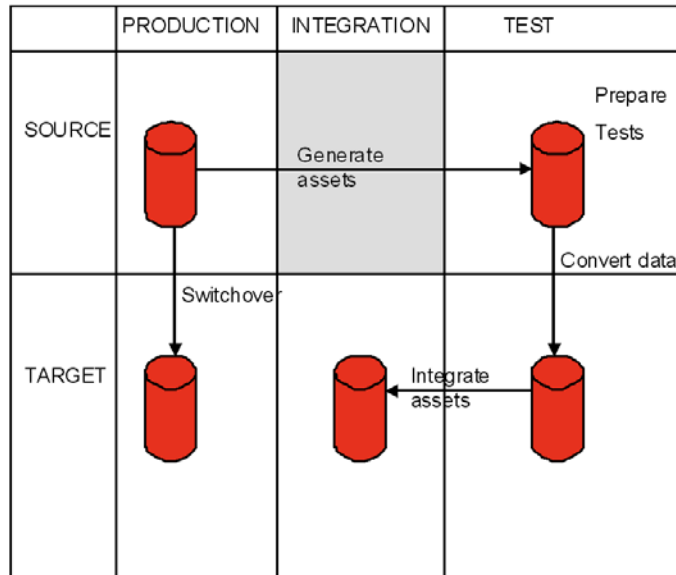 PRODUCTION
INTEGRATION
TEST
SOURCE
Prepare
Tests
Generate
assets
Convert data
Switchover
TARGET
Integrate
assets